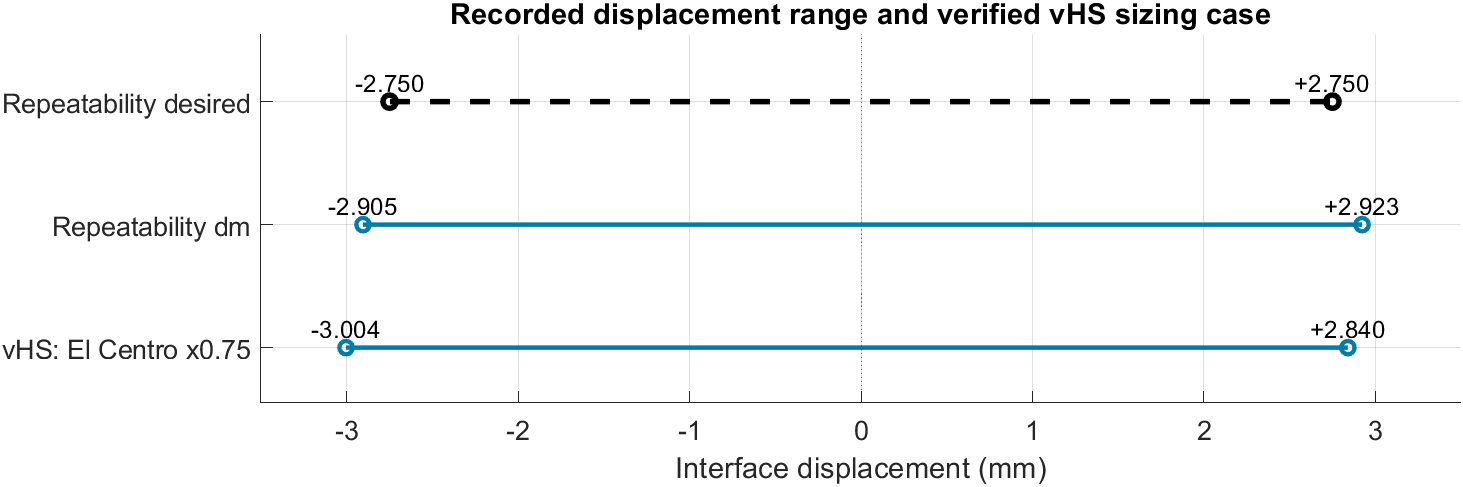 Recorded displacement range and verified vHS sizing case
Repeatability desired
-2.750
+2.750
Repeatability dm
-2.905
+2.923
vHS: El Centro x0.75
-3.004
+2.840
-3 -2 -1 0 1 2 3
Interface displacement (mm)